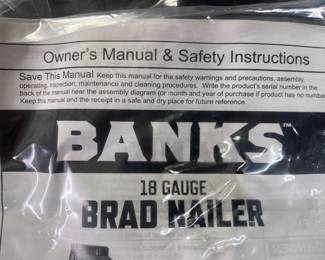 Owner's Manual & Safety Instructions
Save This Manual Keep this manual for the safety warnings and precautions, assembly,
operating, inspection, maintenance and cleaning procedures. Write the product's serial number in the
back of the manual near the assembly diagram (or month and year of purchase if product has no number
Keep this manual and the receipt in a safe and dry place for future reference.
BANKS™
18 GAUGE
BRAD NAILER